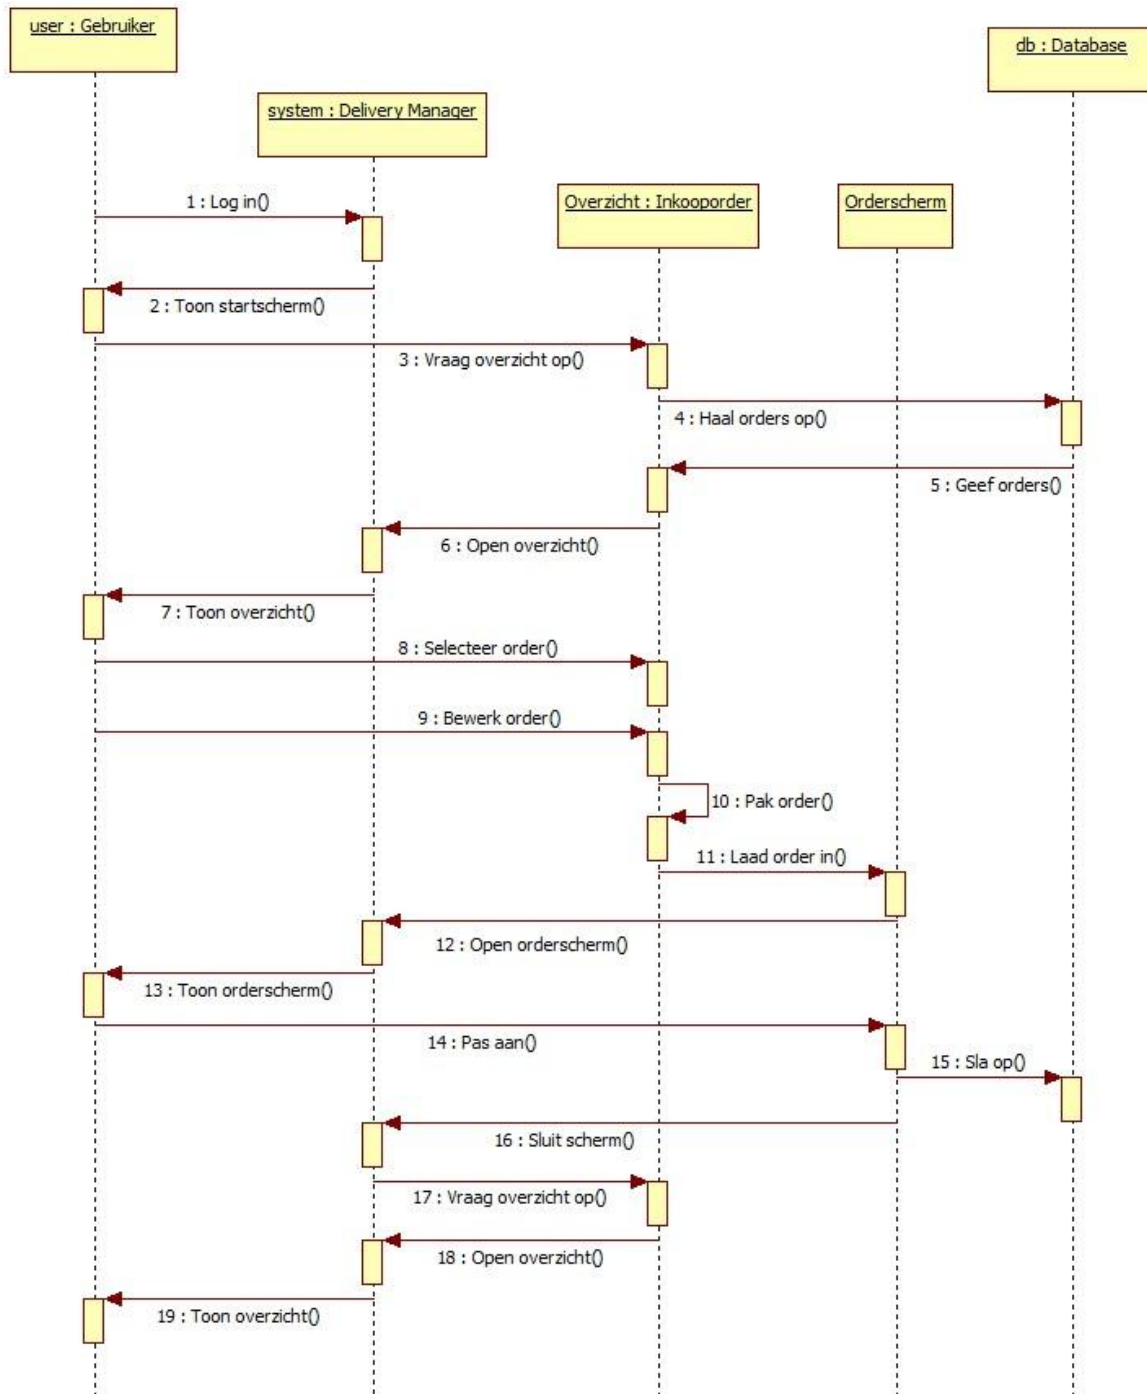 user : Gebruiker
db : Database
system : Delivery Manager
Overzicht : Inkooporder
Orderscherm
1 : Log in()
2 : Toon startscherm()
3 : Vraag overzicht op()
4 : Haal orders op()
5 : Geef orders()
6 : Open overzicht()
7 : Toon overzicht()
8 : Selecteer order()
9 : Bewerk order()
10 : Pak order()
11 : Laad order in()
12 : Open orderscherm()
13 : Toon orderscherm()
14 : Pas aan()
15 : Sla op()
16 : Sluit scherm()
17 : Vraag overzicht op()
18 : Open overzicht()
19 : Toon overzicht()